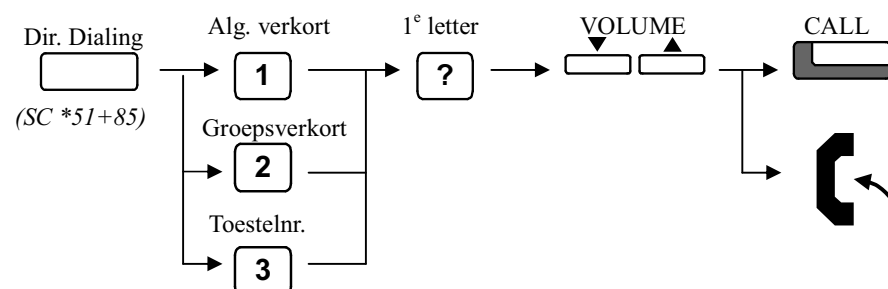 Dir. Dialing
(SC *51+85)
Alg. verkort
1
Groepsverkort
2
Toestelnr.
3
1e letter
?
VOLUME
CALL